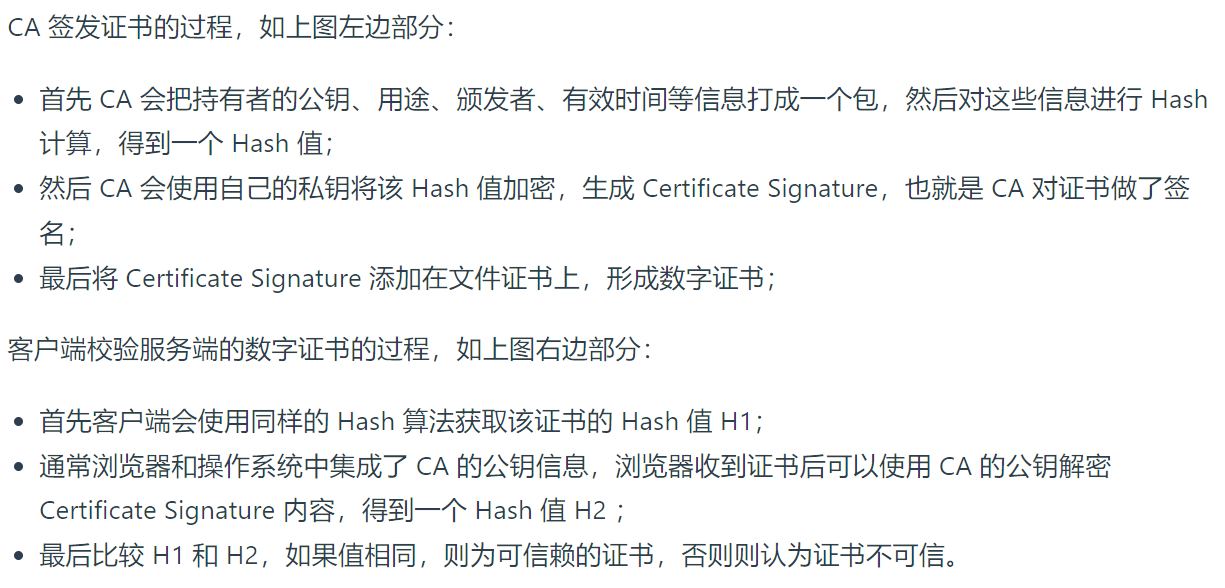 CA 签发证书的过程，如上图左边部分：
首先 CA 会把持有者的公钥、用途、颁发者、有效时间等信息打成一个包，然后对这些信息进行 Hash
计算，得到一个 Hash 值；
然后 CA 会使用自己的私钥将该 Hash 值加密，生成 Certificate Signature，也就是 CA 对证书做了签
名；
最后将 Certificate Signature 添加在文件证书上，形成数字证书；
客户端校验服务端的数字证书的过程，如上图右边部分：
首先客户端会使用同样的 Hash 算法获取该证书的 Hash 值 H1；
通常浏览器和操作系统中集成了 CA 的公钥信息，浏览器收到证书后可以使用 CA 的公钥解密
Certificate Signature 内容，得到一个 Hash 值 H2 ；
最后比较 H1 和 H2，如果值相同，则为可信赖的证书，否则则认为证书不可信。